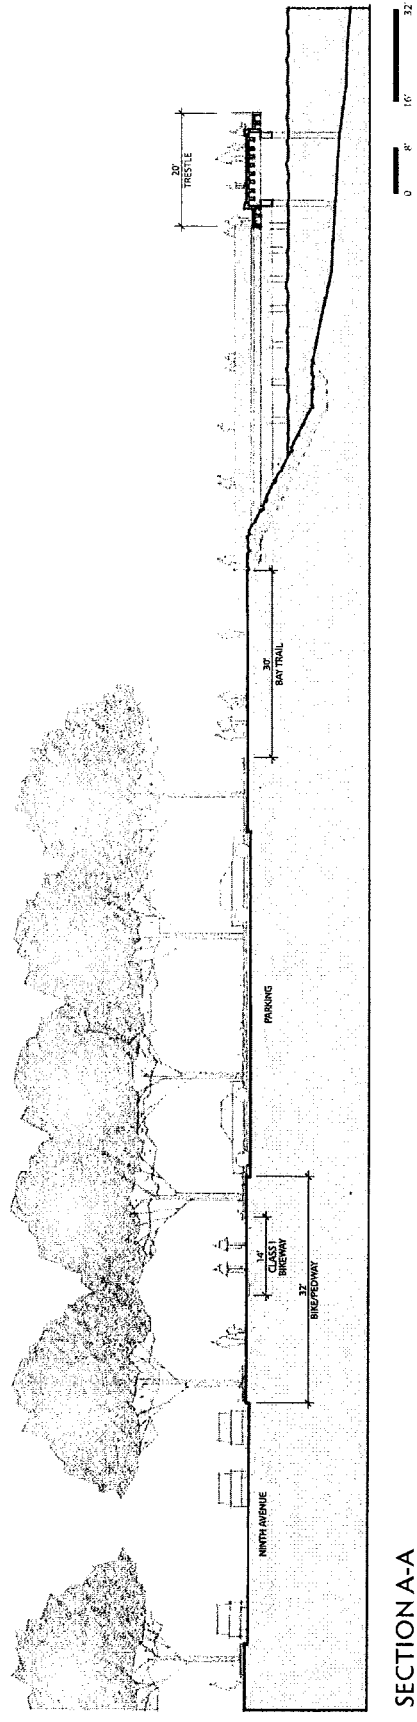 NINTH AVENUE
32'
BIKE/PEDWAY
14'
CLASS I
BIKEWAY
PARKING
30'
BAY TRAIL
20'
TRESTLE
SECTION A-A
0 8' 16' 32'